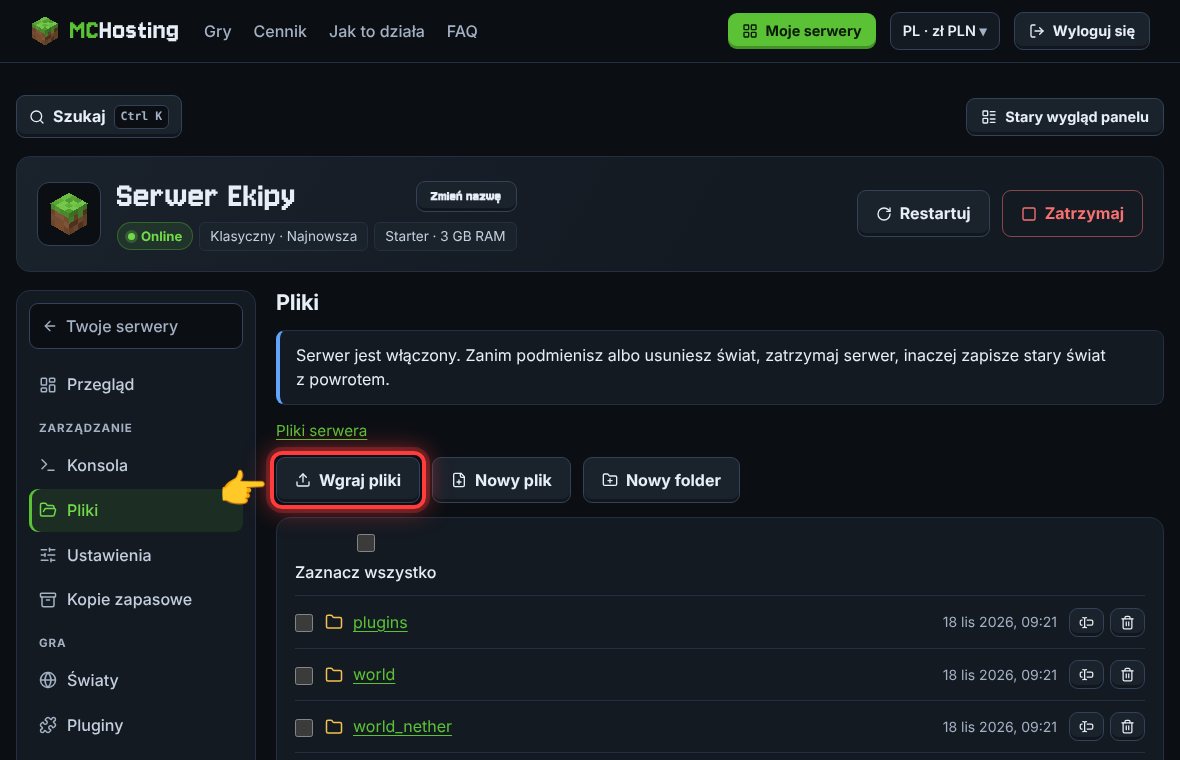 MCHosting
Gry
Cennik
Jak to działa
FAQ
Moje serwery
PL · zł PLN ▾
Wyloguj się
Szukaj
Ctrl K
Stary wygląd panelu
Serwer Ekipy
Zmień nazwę
Online
Klasyczny · Najnowsza
Starter · 3 GB RAM
Restartuj
Zatrzymaj
Twoje serwery
Przegląd
ZARZĄDZANIE
Konsola
Pliki
Ustawienia
Kopie zapasowe
GRA
Światy
Pluginy
Pliki
Serwer jest włączony. Zanim podmienisz albo usuniesz świat, zatrzymaj serwer, inaczej zapisze stary świat
z powrotem.
Pliki serwera
Wgraj pliki
Nowy plik
Nowy folder
Zaznacz wszystko
plugins
18 lis 2026, 09:21
world
18 lis 2026, 09:21
world_nether
18 lis 2026, 09:21